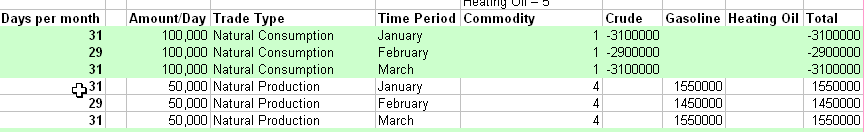 Heating Oil – 5
Days per month Amount/Day Trade Type Time Period Commodity Crude Gasoline Heating Oil Total
31 100,000 Natural Consumption January 1 -3100000 -3100000
29 100,000 Natural Consumption February 1 -2900000 -2900000
31 100,000 Natural Consumption March 1 -3100000 -3100000
31 50,000 Natural Production January 4 1550000 1550000
29 50,000 Natural Production February 4 1450000 1450000
31 50,000 Natural Production March 4 1550000 1550000